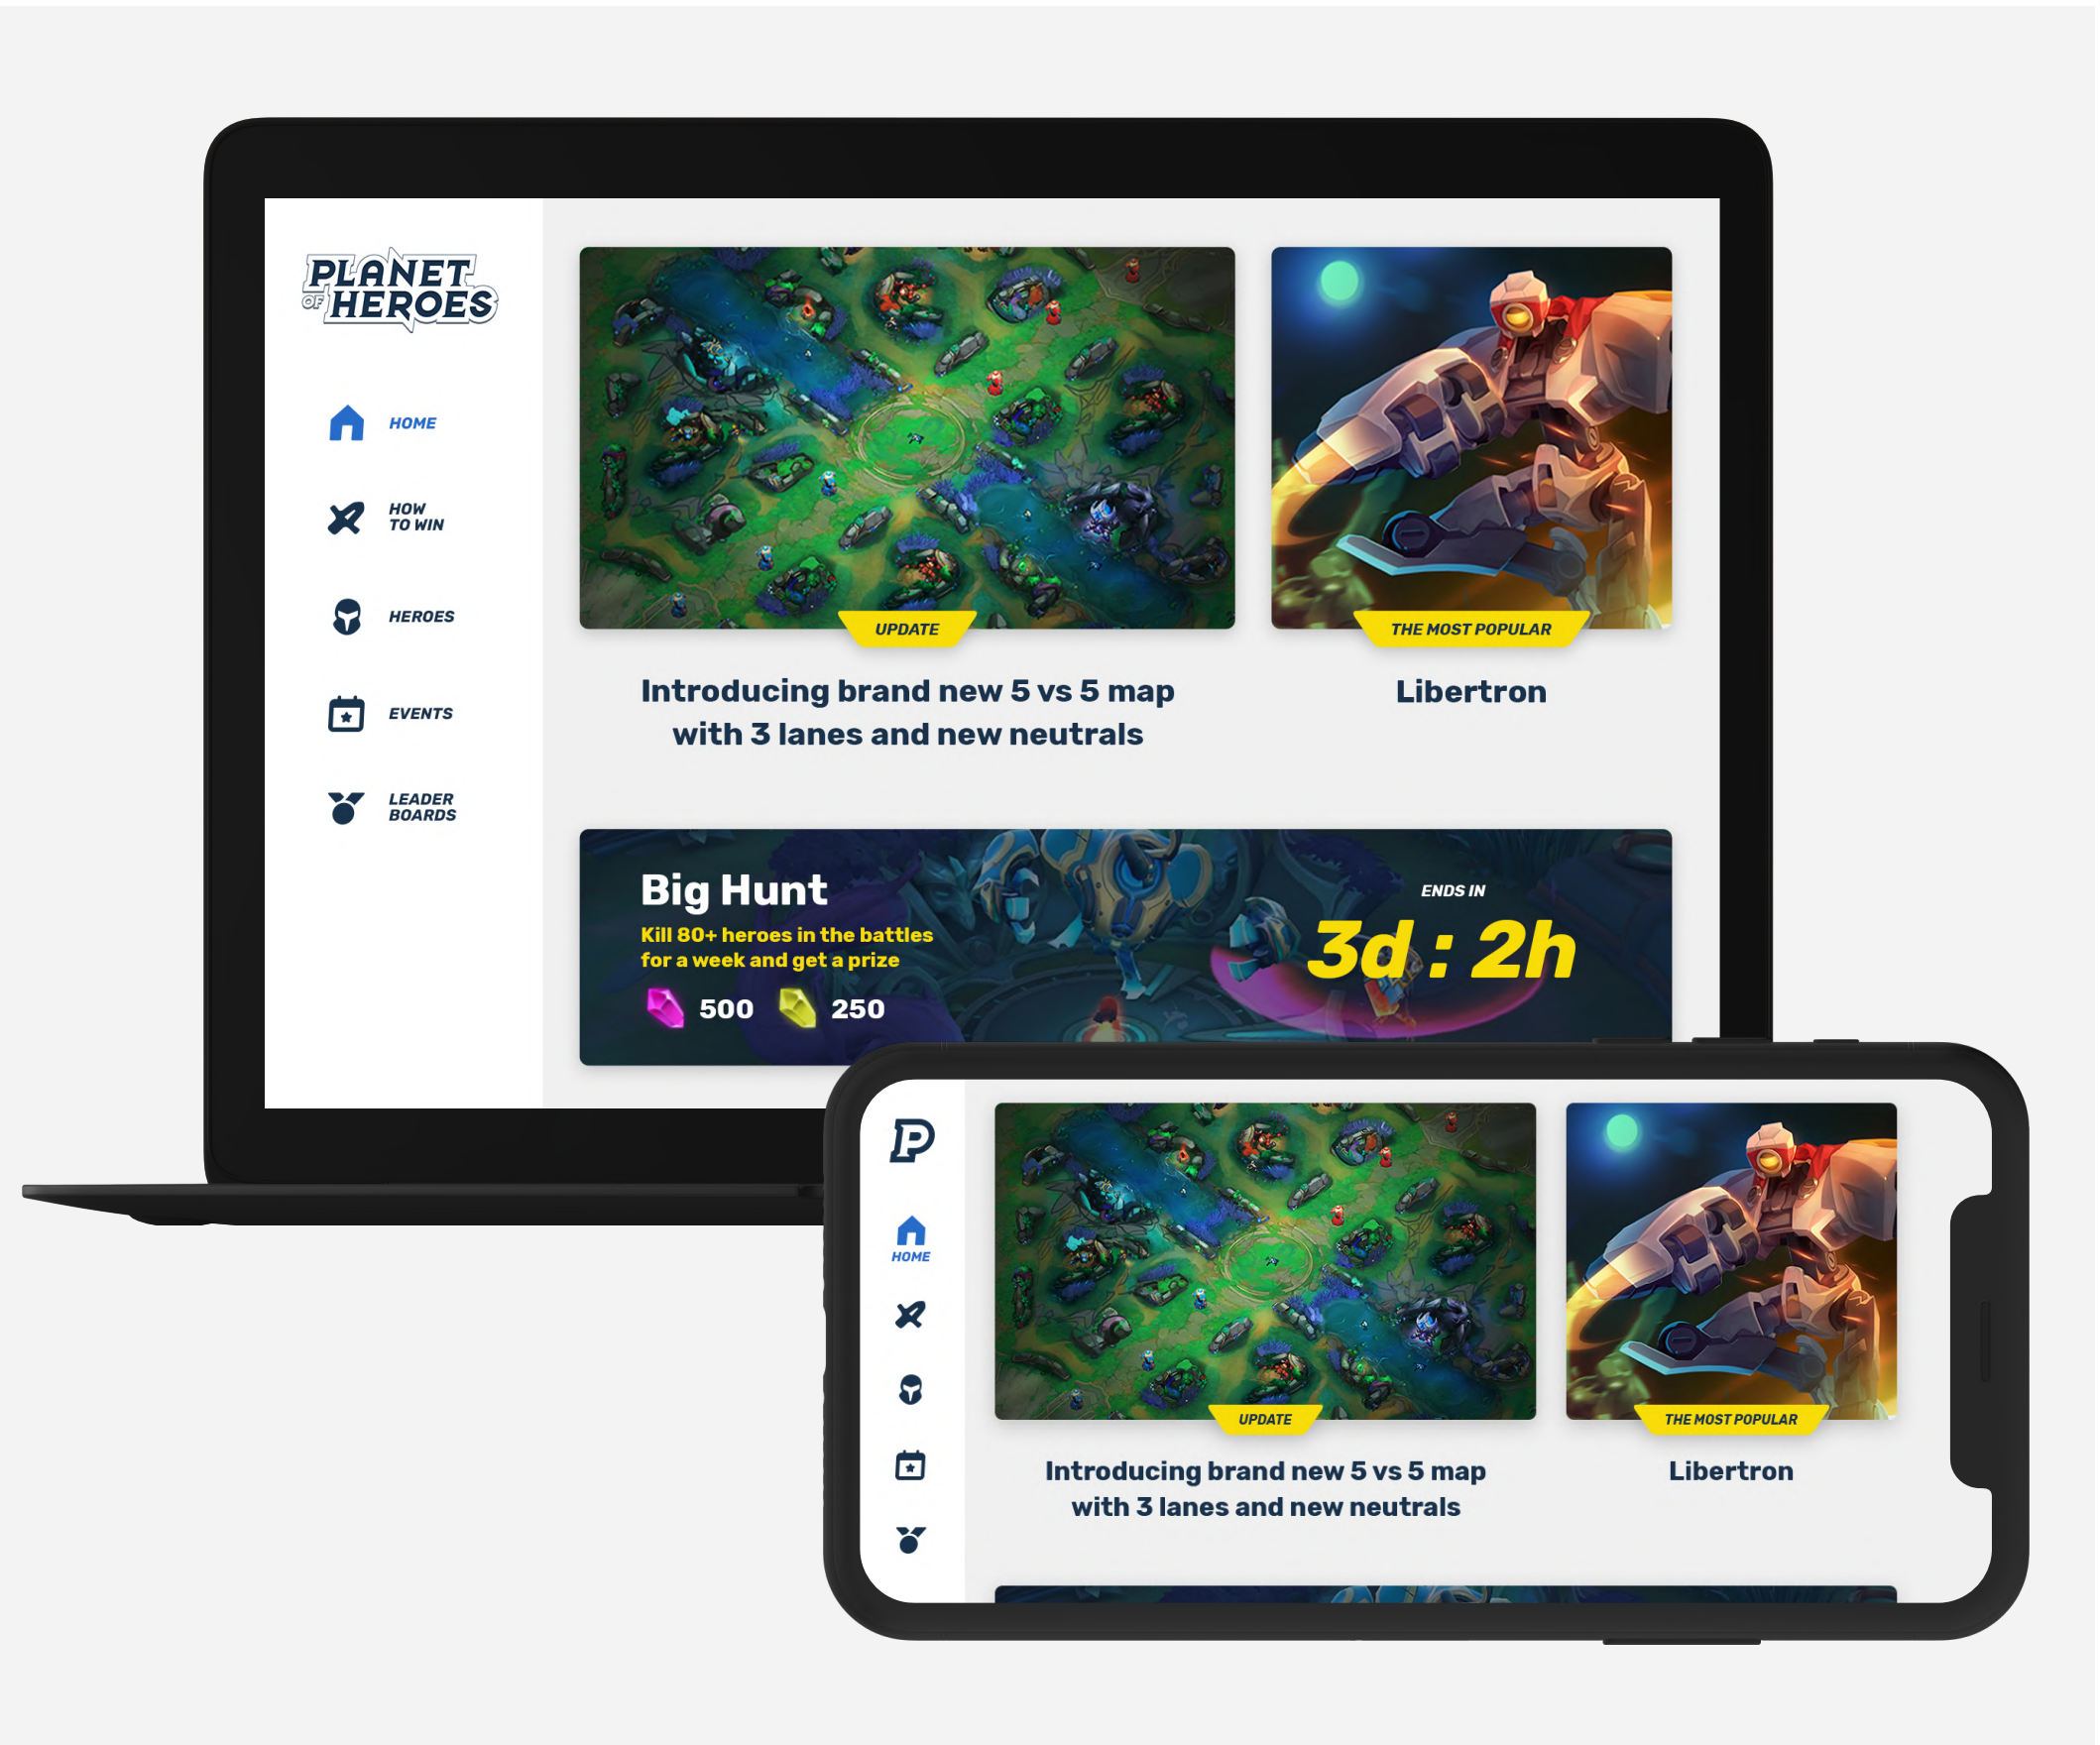 PLANET
OF HEROES
HOME
HOW
TO WIN
HEROES
EVENTS
LEADER
BOARDS
UPDATE
Introducing brand new 5 vs 5 map
with 3 lanes and new neutrals
THE MOST POPULAR
Libertron
Big Hunt
Kill 80+ heroes in the battles
for a week and get a prize
500 250
ENDS IN
3d : 2h
P
HOME
UPDATE
Introducing brand new 5 vs 5 map
with 3 lanes and new neutrals
THE MOST POPULAR
Libertron